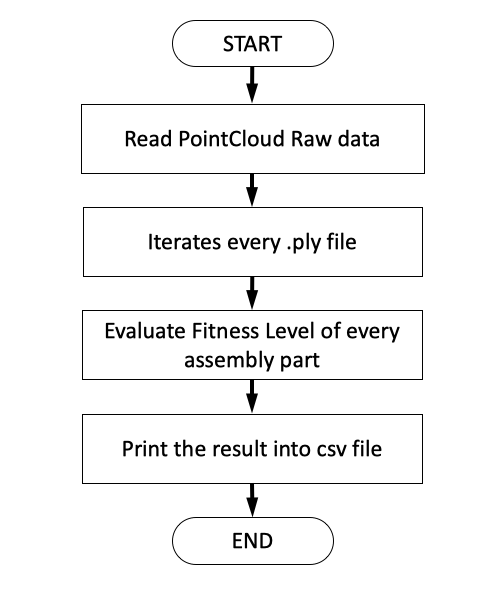 START
Read PointCloud Raw data
Iterates every .ply file
Evaluate Fitness Level of every
assembly part
Print the result into csv file
END